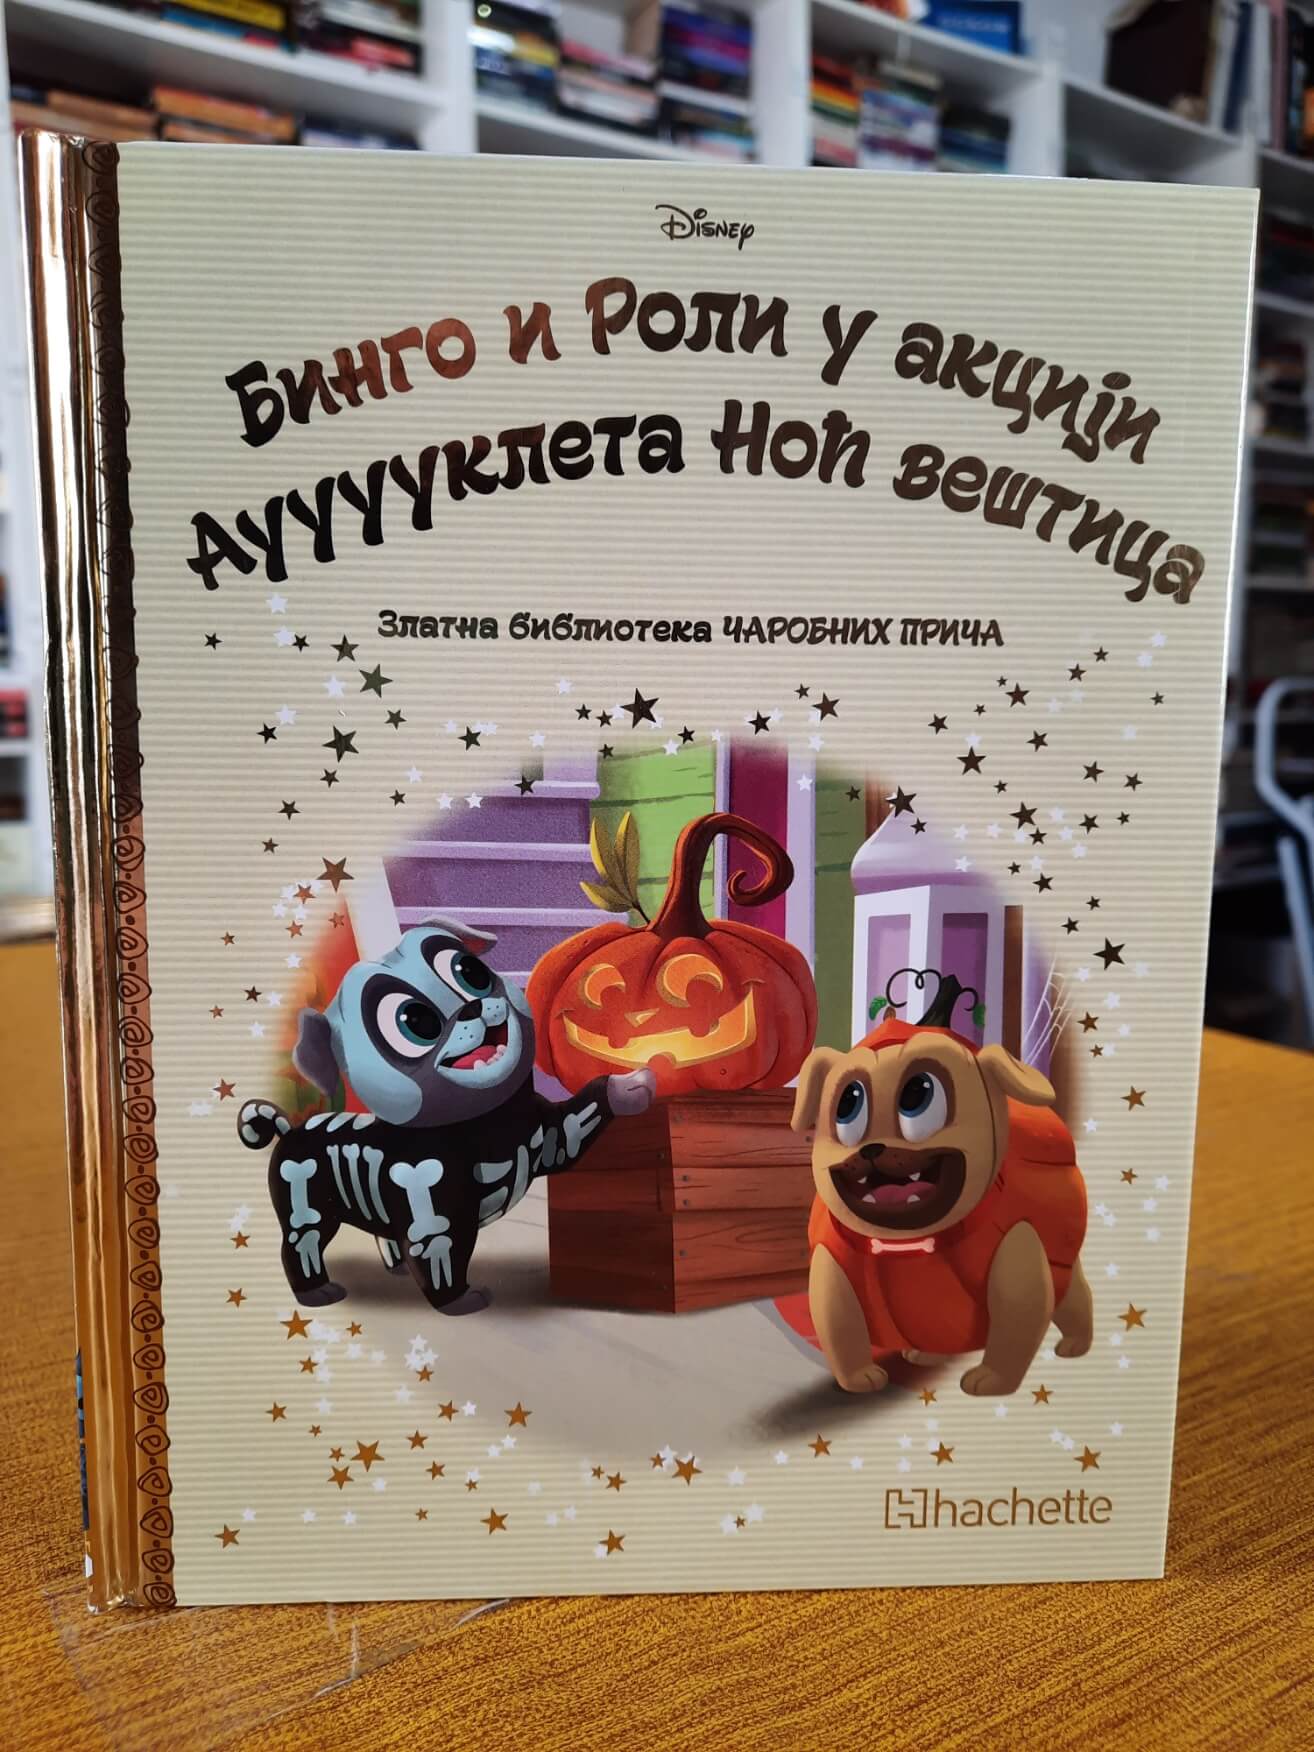 Disney
Бинго и Роли у акцији
Аууууклета Ноћ вештица
Златна библиотека ЧАРОБНИХ ПРИЧА
hachette